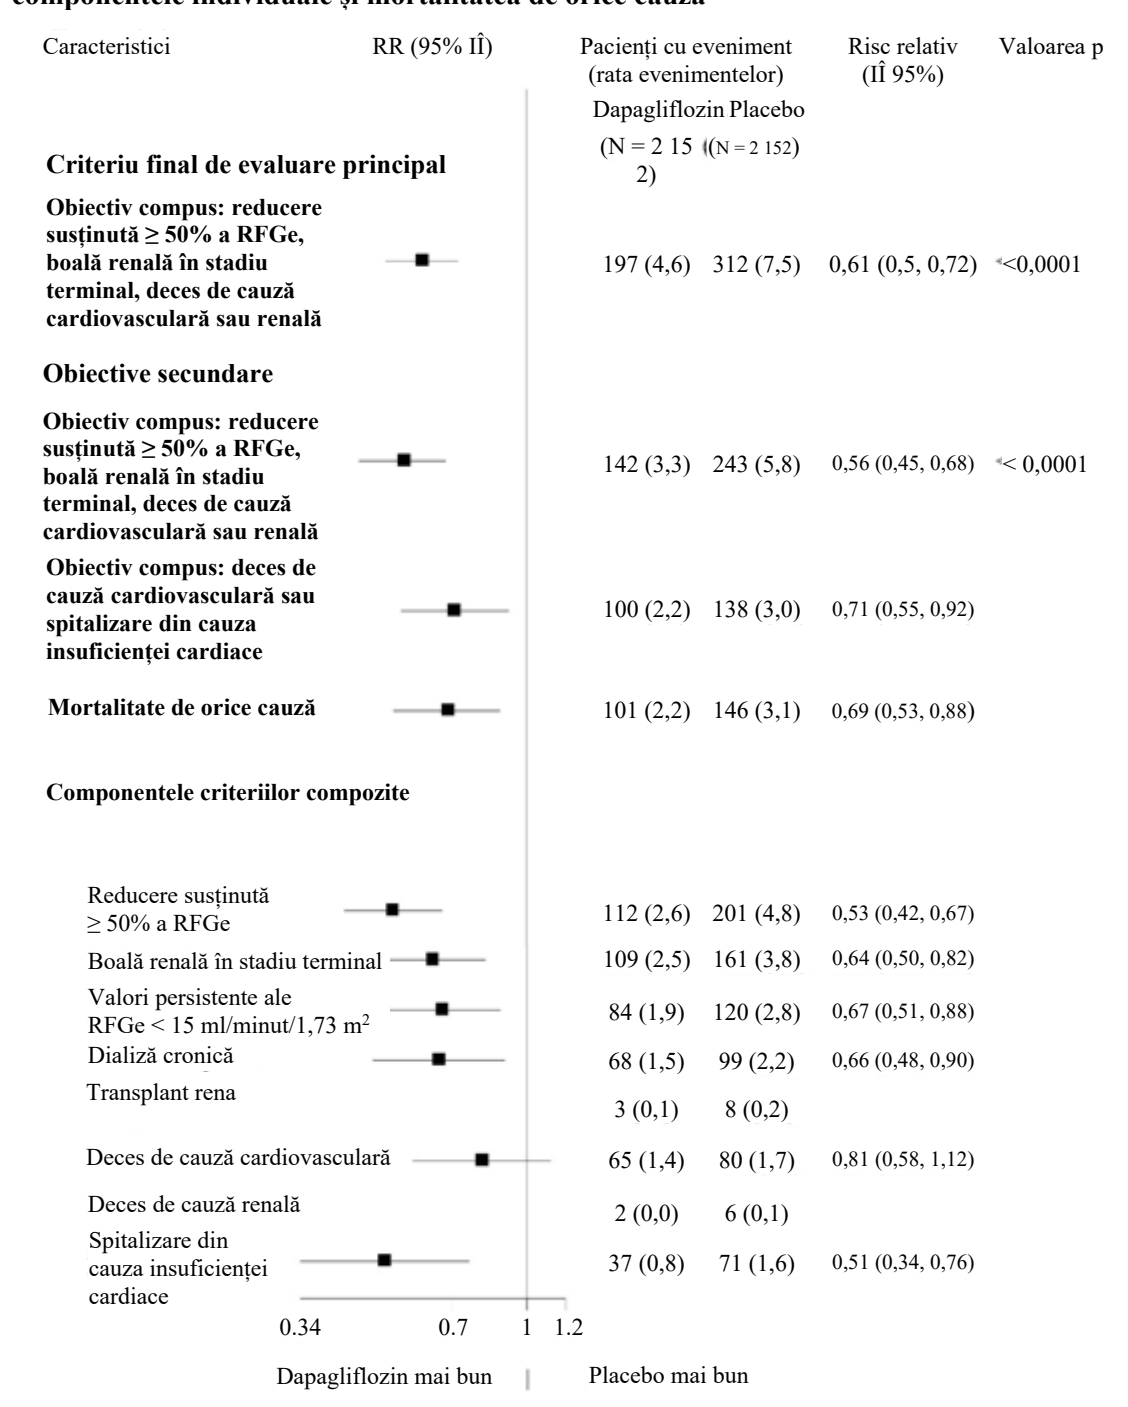 componentele individuale și mortalitatea de orice cauză
Caracteristici RR (95% IÎ) Pacienți cu eveniment Risc relativ Valoarea p
(rata evenimentelor) (IÎ 95%)
Dapagliflozin Placebo
(N = 2 15 ((N = 2 152)
2)
Criteriu final de evaluare principal
Obiectiv compus: reducere
susținută ≥ 50% a RFGe,
boală renală în stadiu
terminal, deces de cauză
cardiovasculară sau renală
197 (4,6) 312 (7,5) 0,61 (0,5, 0,72) <0,0001
Obiective secundare
Obiectiv compus: reducere
susținută ≥ 50% a RFGe,
boală renală în stadiu
terminal, deces de cauză
cardiovasculară sau renală
142 (3,3) 243 (5,8) 0,56 (0,45, 0,68) < 0,0001
Obiectiv compus: deces de
cauză cardiovasculară sau
spitalizare din cauza
insuficienței cardiace
100 (2,2) 138 (3,0) 0,71 (0,55, 0,92)
Mortalitate de orice cauză 101 (2,2) 146 (3,1) 0,69 (0,53, 0,88)
Componentele criteriilor compozite
Reducere susținută
≥ 50% a RFGe
112 (2,6) 201 (4,8) 0,53 (0,42, 0,67)
Boală renală în stadiu terminal 109 (2,5) 161 (3,8) 0,64 (0,50, 0,82)
Valori persistente ale
RFGe < 15 ml/minut/1,73 m²
84 (1,9) 120 (2,8) 0,67 (0,51, 0,88)
Dializă cronică 68 (1,5) 99 (2,2) 0,66 (0,48, 0,90)
Transplant rena
3 (0,1) 8 (0,2)
Deces de cauză cardiovasculară 65 (1,4) 80 (1,7) 0,81 (0,58, 1,12)
Deces de cauză renală 2 (0,0) 6 (0,1)
Spitalizare din
cauza insuficienței
cardiace
37 (0,8) 71 (1,6) 0,51 (0,34, 0,76)
0.34 0.7 1 1.2
Dapagliflozin mai bun Placebo mai bun